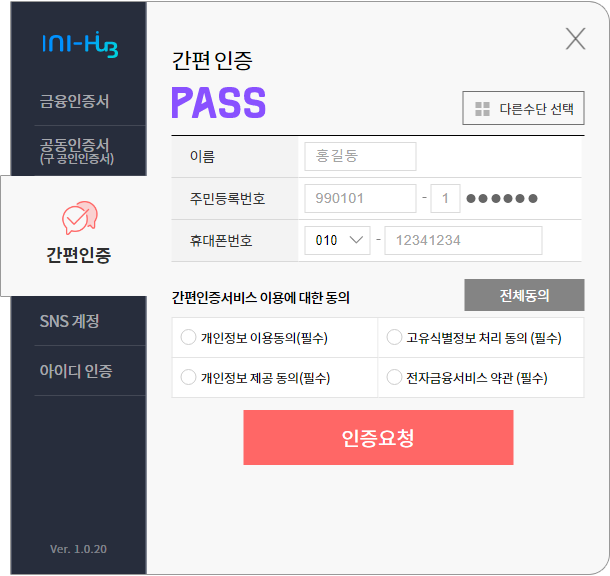 INI-HUB
금융인증서
공동인증서
(구 공인인증서)
간편인증
SNS 계정
아이디 인증
Ver. 1.0.20
간편 인증
PASS
다른수단 선택
이름
홍길동
주민등록번호
990101 - 1 ●●●●●●
휴대폰번호
010 - 12341234
간편인증서비스 이용에 대한 동의
전체동의
개인정보 이용동의(필수)
고유식별정보 처리 동의 (필수)
개인정보 제공 동의(필수)
전자금융서비스 약관 (필수)
인증요청